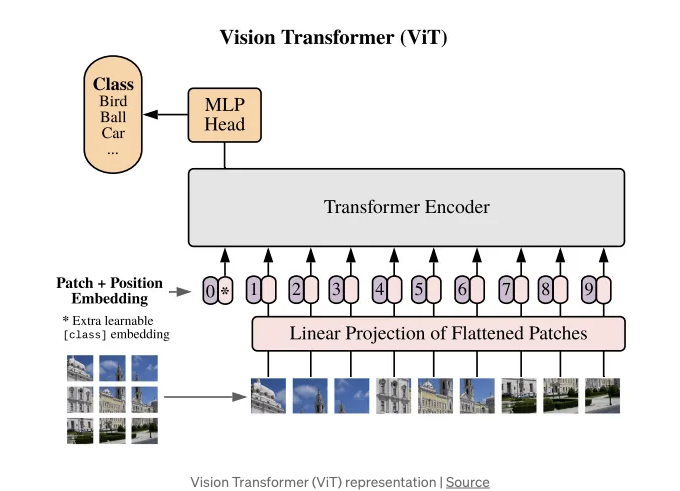 Vision Transformer (ViT)
Class
Bird
Ball
Car
...
MLP
Head
Transformer Encoder
Patch + Position
Embedding
* Extra learnable
[class] embedding
0 * 1 2 3 4 5 6 7 8 9
Linear Projection of Flattened Patches
Vision Transformer (ViT) representation | Source